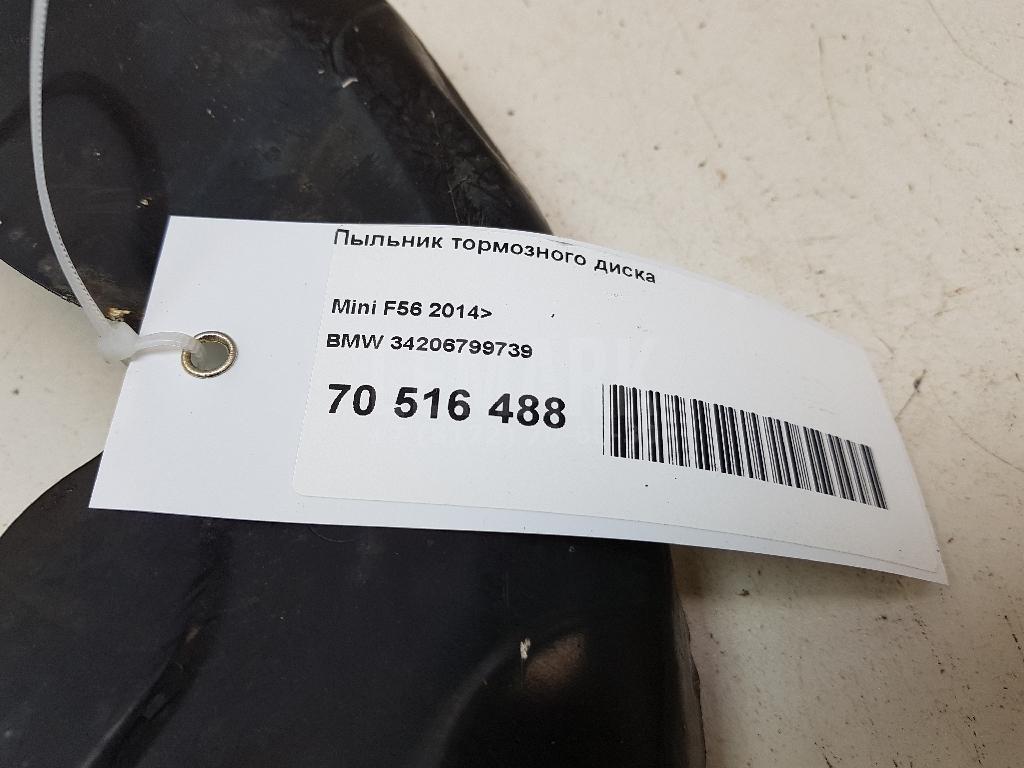 Пыльник тормозного диска
Mini F56 2014>
BMW 34206799739
70 516 488